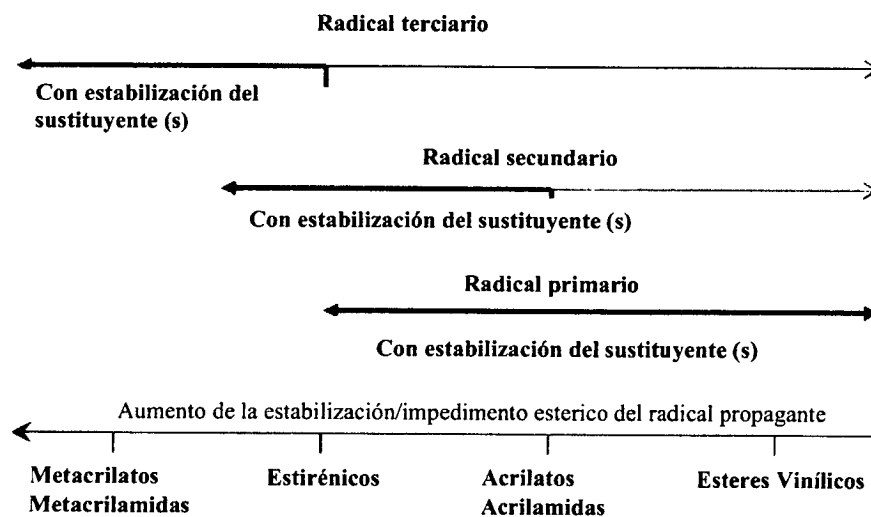 Radical terciario
Con estabilización del
sustituyente (s)
Radical secundario
Con estabilización del sustituyente (s)
Radical primario
Con estabilización del sustituyente (s)
Aumento de la estabilización/impedimento esterico del radical propagante
Metacrilatos
Metacrilamidas
Estirénicos
Acrilatos
Acrilamidas
Esteres Vinílicos